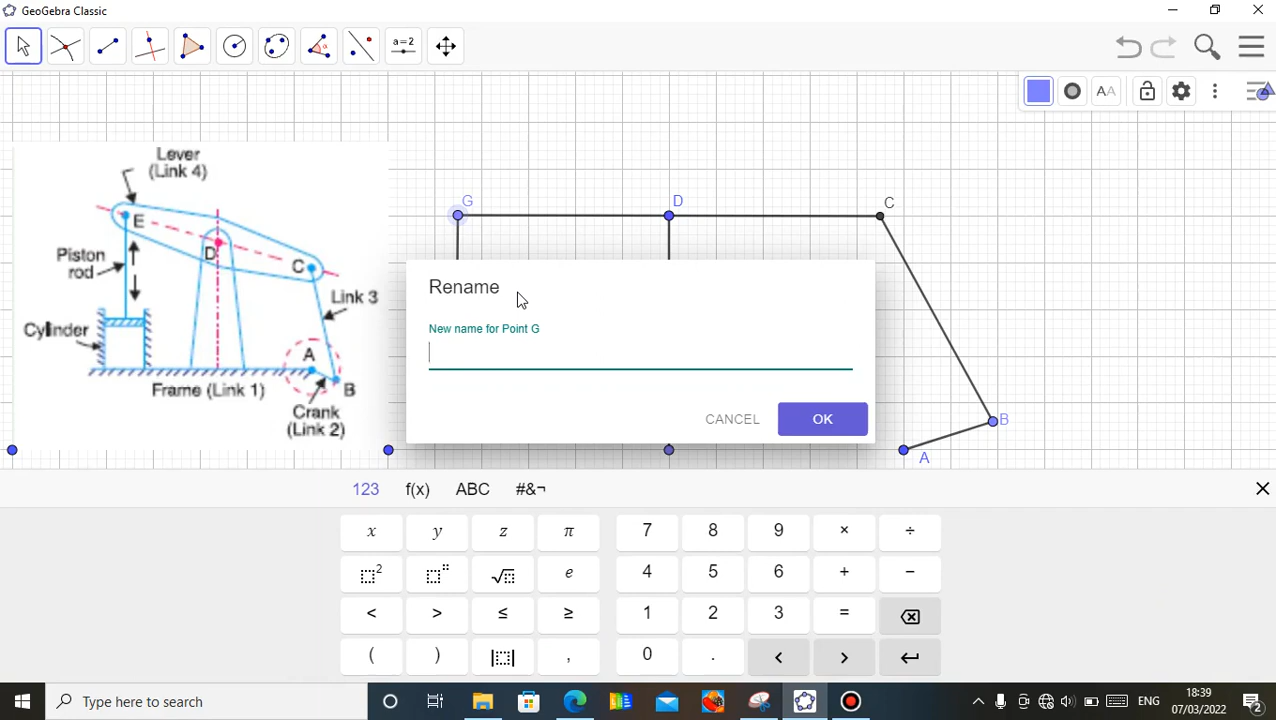 GeoGebra Classic
a=2
AA
Lever
(Link 4)
E
Piston
rod
D
C
Link 3
Cylinder
A
Frame (Link 1)
B
Crank
(Link 2)
G
D
C
B
A
Rename
New name for Point G
CANCEL
OK
123
f(x)
ABC
#&¬
x
y
z
π
7
8
9
×
÷
e
4
5
6
+
−
<
>
≤
≥
1
2
3
=
(
)
,
0
.
<
>
Type here to search
ENG
18:39
07/03/2022
2